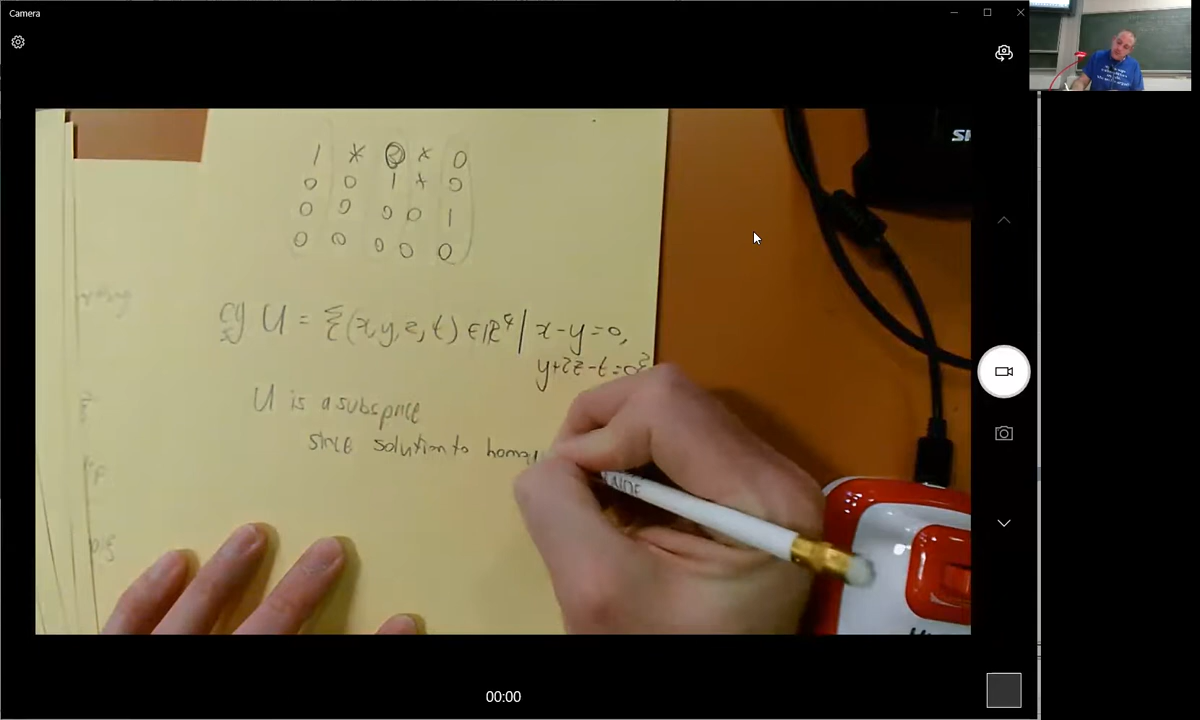 Camera
1 * 0 * 0
0 0 1 * 0
0 0 0 0 1
0 0 0 0 0
eg U = {(x,y,z,t) ∈ ℝ⁴ | x-y=0,
y+2z-t=0}
U is a subspace
since solution to homog
00:00